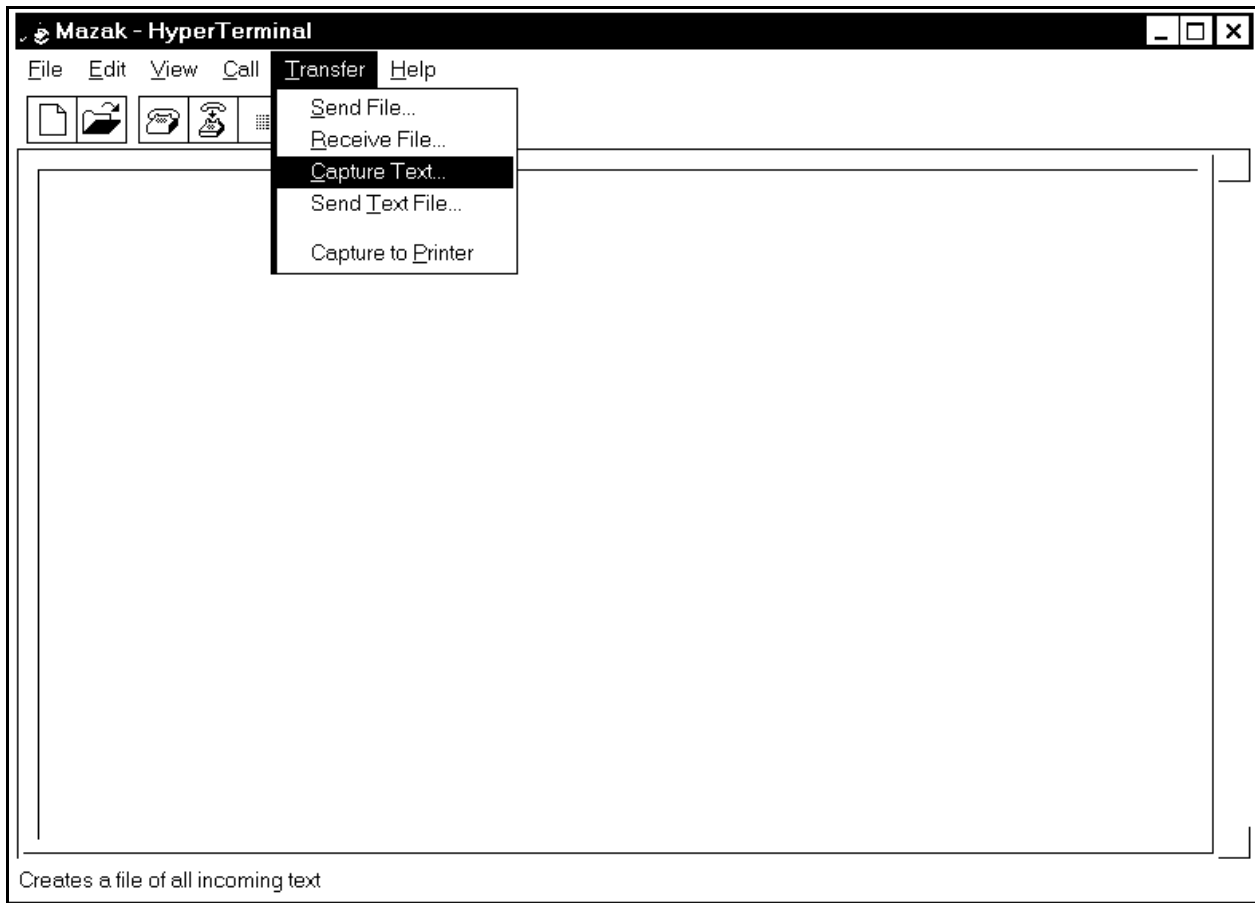 Mazak - HyperTerminal
File Edit View Call Transfer Help
Send File...
Receive File...
Capture Text...
Send Text File...
Capture to Printer
Creates a file of all incoming text